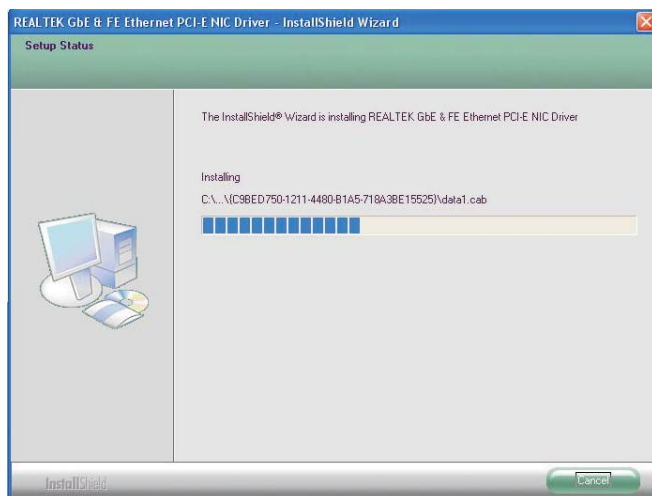 REALTEK GbE & FE Ethernet PCI-E NIC Driver - InstallShield Wizard
Setup Status
The InstallShield® Wizard is installing REALTEK GbE & FE Ethernet PCI-E NIC Driver
Installing
C:\...\{C9BED750-1211-4480-B1A5-718A3BE15525}\data1.cab
InstallShield
Cancel